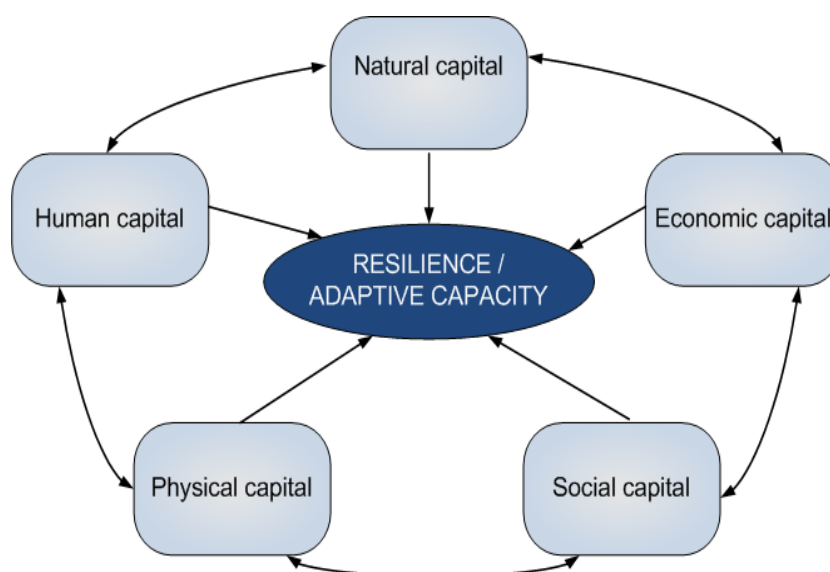 Natural capital
Human capital
Economic capital
RESILIENCE /
ADAPTIVE CAPACITY
Physical capital
Social capital